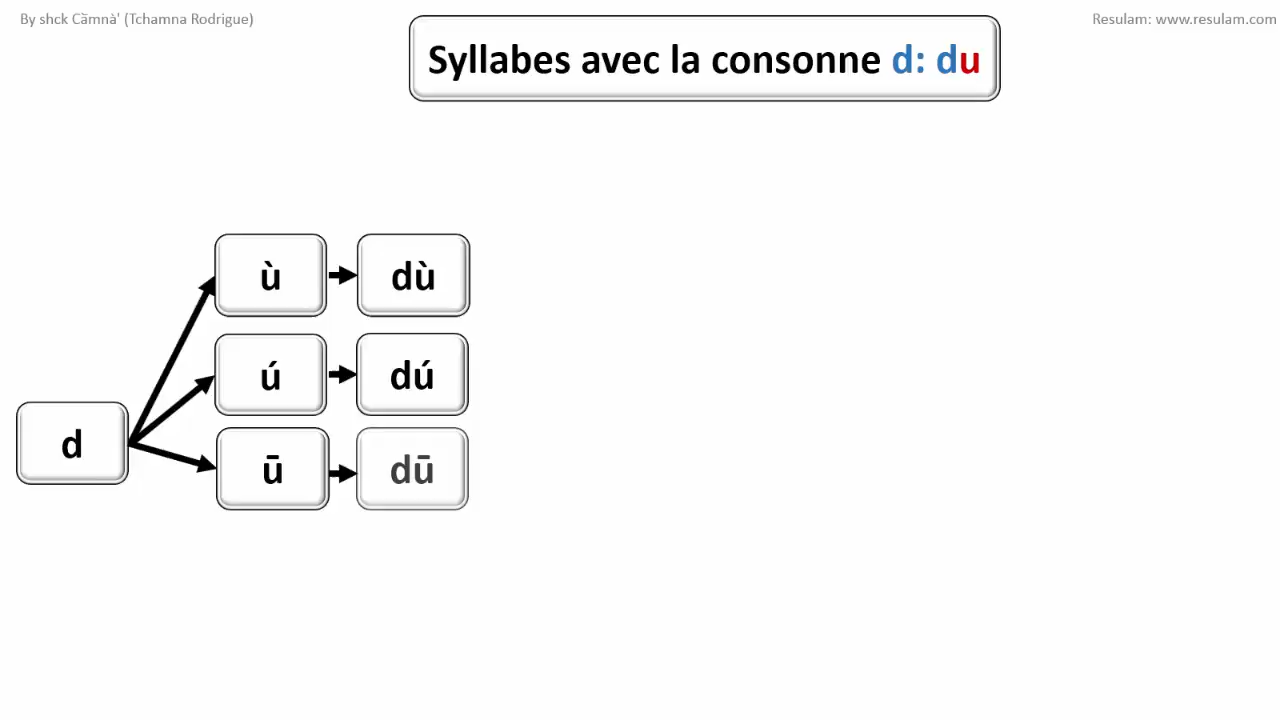 By shck Cǎmnà' (Tchamna Rodrigue)
Resulam: www.resulam.com
Syllabes avec la consonne d: du
ù dù
ú dú
d
ū dū